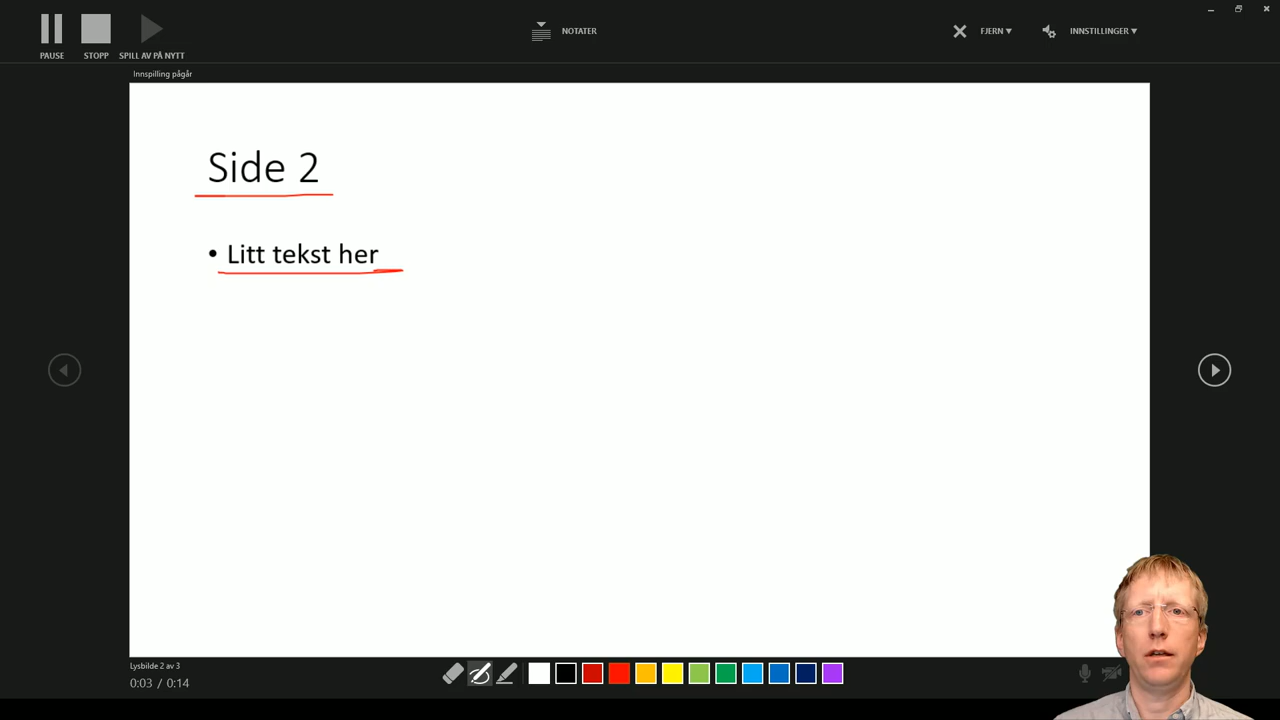 PAUSE STOPP SPILL AV PÅ NYTT
NOTATER
FJERN ▾ INNSTILLINGER ▾
Innspilling pågår
Side 2
• Litt tekst her
Lysbilde 2 av 3
0:03 / 0:14